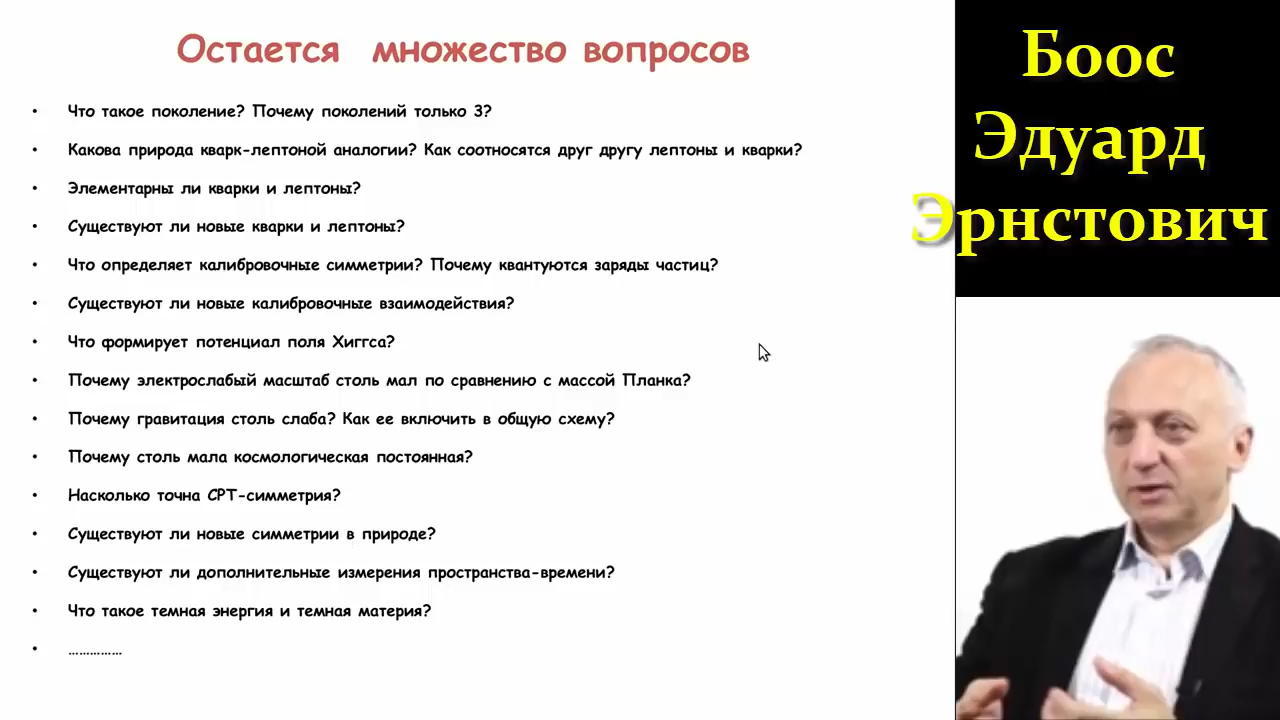 Остается множество вопросов
• Что такое поколение? Почему поколений только 3?
• Какова природа кварк-лептоной аналогии? Как соотносятся друг другу лептоны и кварки?
• Элементарны ли кварки и лептоны?
• Существуют ли новые кварки и лептоны?
• Что определяет калибровочные симметрии? Почему квантуются заряды частиц?
• Существуют ли новые калибровочные взаимодействия?
• Что формирует потенциал поля Хиггса?
• Почему электрослабый масштаб столь мал по сравнению с массой Планка?
• Почему гравитация столь слаба? Как ее включить в общую схему?
• Почему столь мала космологическая постоянная?
• Насколько точна CPT-симметрия?
• Существуют ли новые симметрии в природе?
• Существуют ли дополнительные измерения пространства-времени?
• Что такое темная энергия и темная материя?
• ……………
Боос
Эдуард
Эрнстович